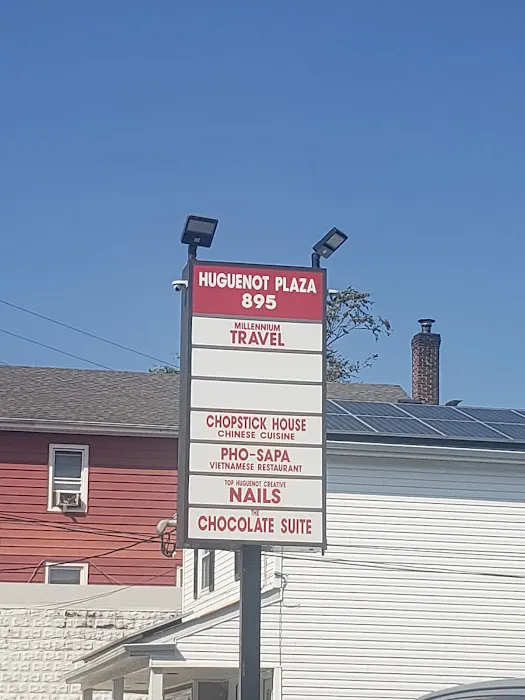 HUGUENOT PLAZA
895
MILLENNIUM
TRAVEL
CHOPSTICK HOUSE
CHINESE CUISINE
PHO-SAPA
VIETNAMESE RESTAURANT
TOP HUGUENOT CREATIVE
NAILS
THE
CHOCOLATE SUITE